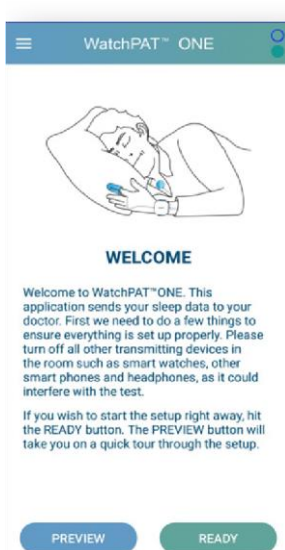 WatchPAT™ ONE
WELCOME
Welcome to WatchPAT™ONE. This
application sends your sleep data to your
doctor. First we need to do a few things to
ensure everything is set up properly. Please
turn off all other transmitting devices in
the room such as smart watches, other
smart phones and headphones, as it could
interfere with the test.
If you wish to start the setup right away, hit
the READY button. The PREVIEW button will
take you on a quick tour through the setup.
PREVIEW READY